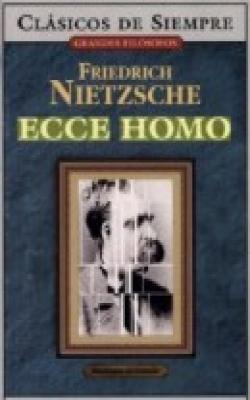 CLÁSICOS DE SIEMPRE
GRANDES FILÓSOFOS
FRIEDRICH
NIETZSCHE
ECCE HOMO